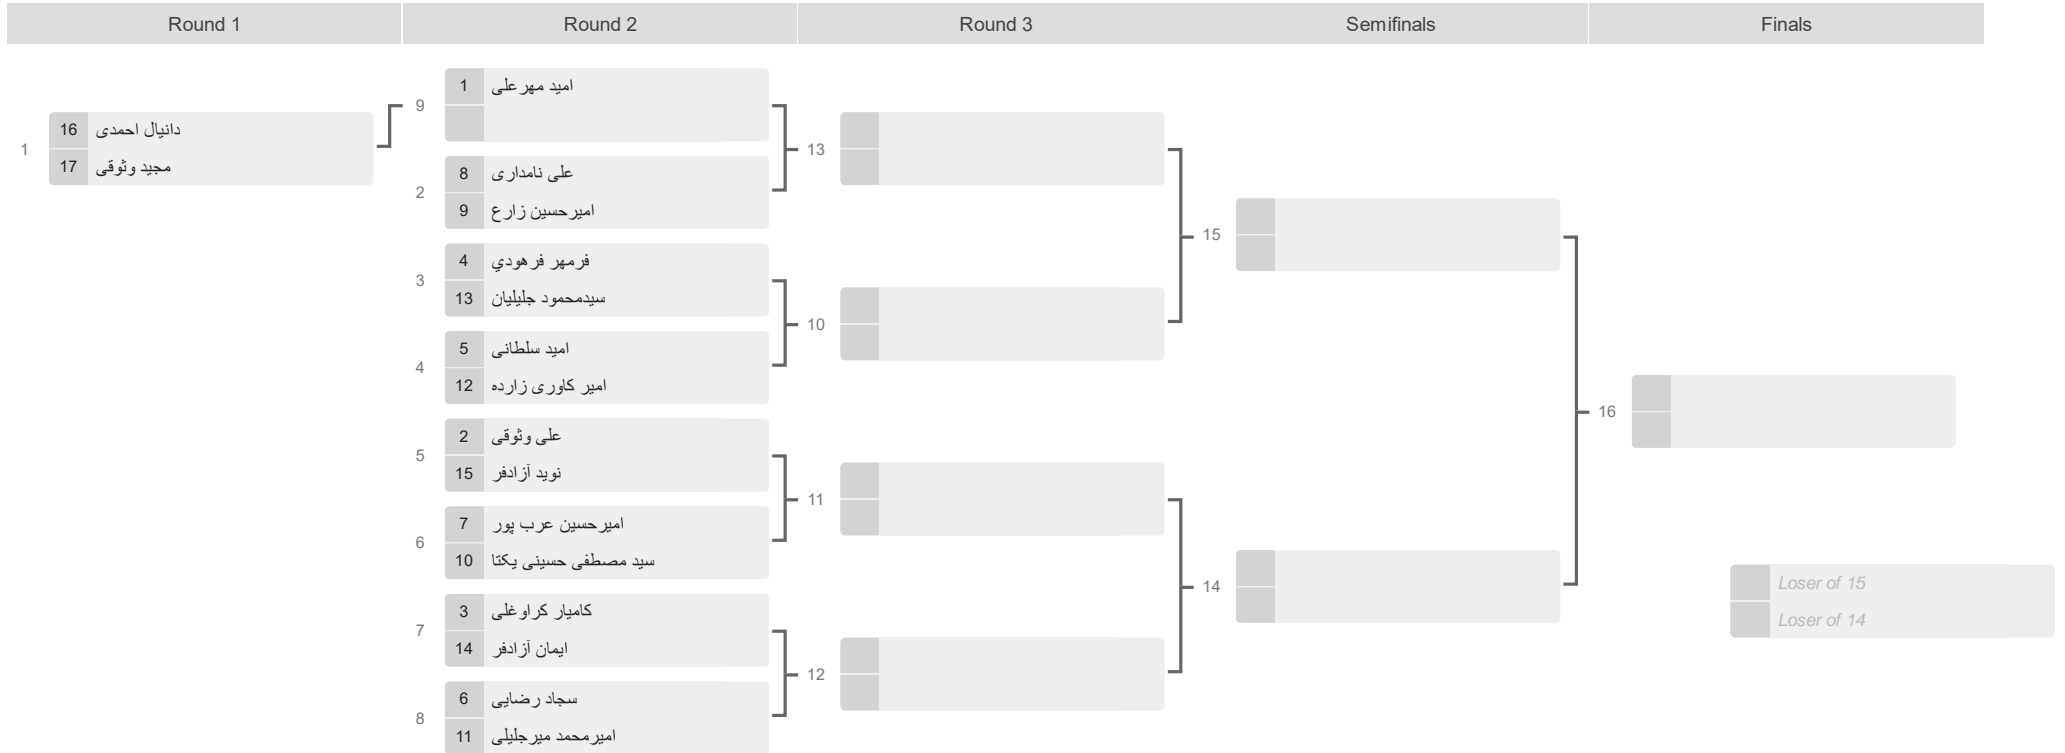 Round 1
Round 2
Round 3
Semifinals
Finals
1
16 دانیال احمدی
17 مجید وثوقی
9
1 امید مهرعلی
2
8 علی نامداری
9 امیرحسین زارع
3
4 فرمهر فرهودي
13 سیدمحمود جلیلیان
4
5 امید سلطانی
12 امیر کاوری زارده
5
2 علی وثوقی
15 نوید آزادفر
6
7 امیرحسین عرب پور
10 سید مصطفی حسینی یکتا
7
3 کامیار کراوغلی
14 ایمان آزادفر
8
6 سجاد رضایی
11 امیرمحمد میرجلیلی
13
10
11
12
15
14
16
Loser of 15
Loser of 14